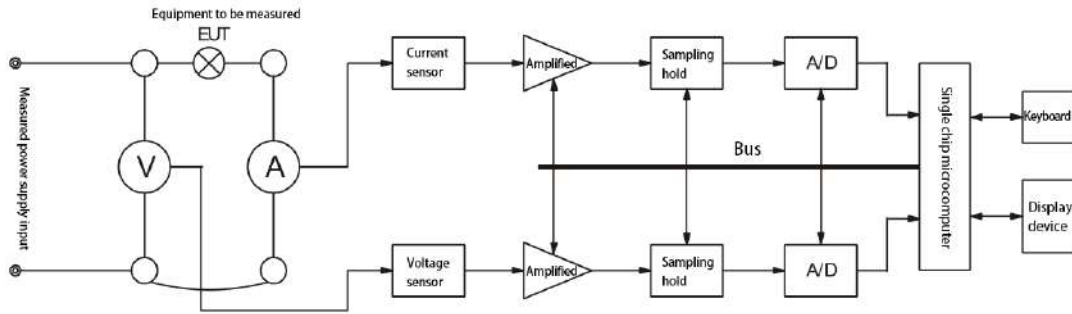 Equipment to be measured
EUT
Measured power supply input
V
A
Current
sensor
Amplified
Sampling
hold
A/D
Bus
Single chip microcomputer
Keyboard
Display
device
Voltage
sensor
Amplified
Sampling
hold
A/D